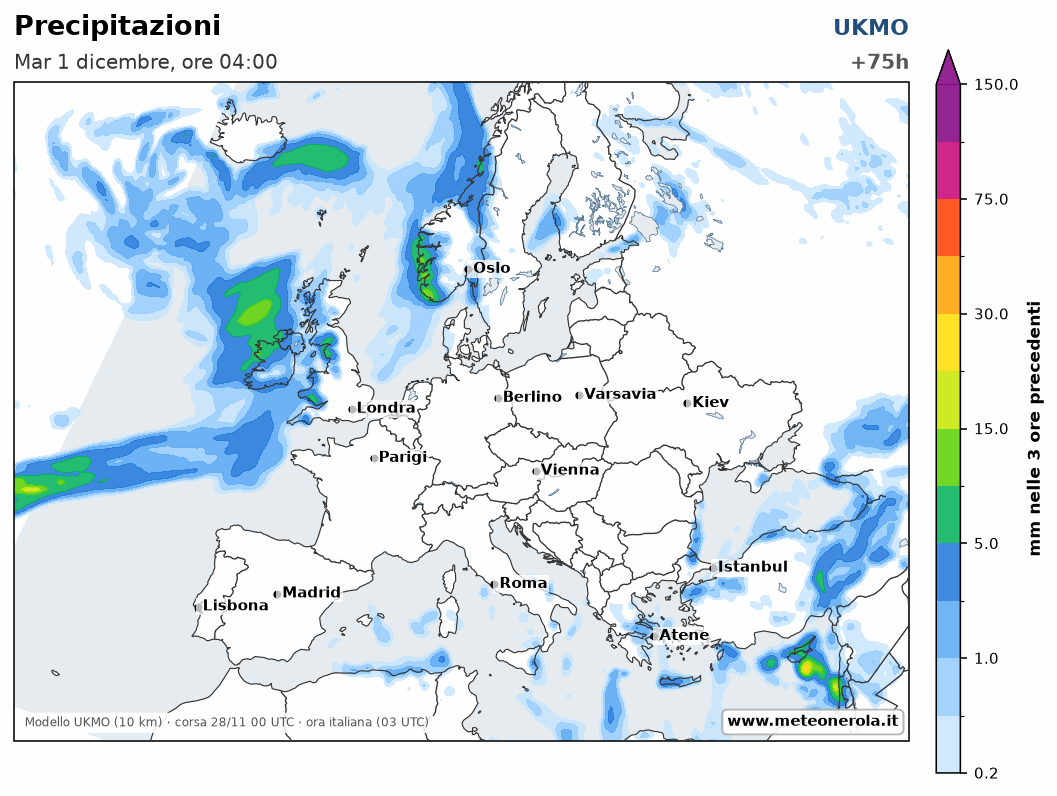 Precipitazioni
UKMO
Mar 1 dicembre, ore 04:00
+75h
150.0
75.0
30.0
15.0
5.0
1.0
0.2
mm nelle 3 ore precedenti
Oslo
Berlino
Varsavia
Kiev
Londra
Parigi
Vienna
Istanbul
Roma
Madrid
Lisbona
Atene
Modello UKMO (10 km) · corsa 28/11 00 UTC · ora italiana (03 UTC)
www.meteonerola.it